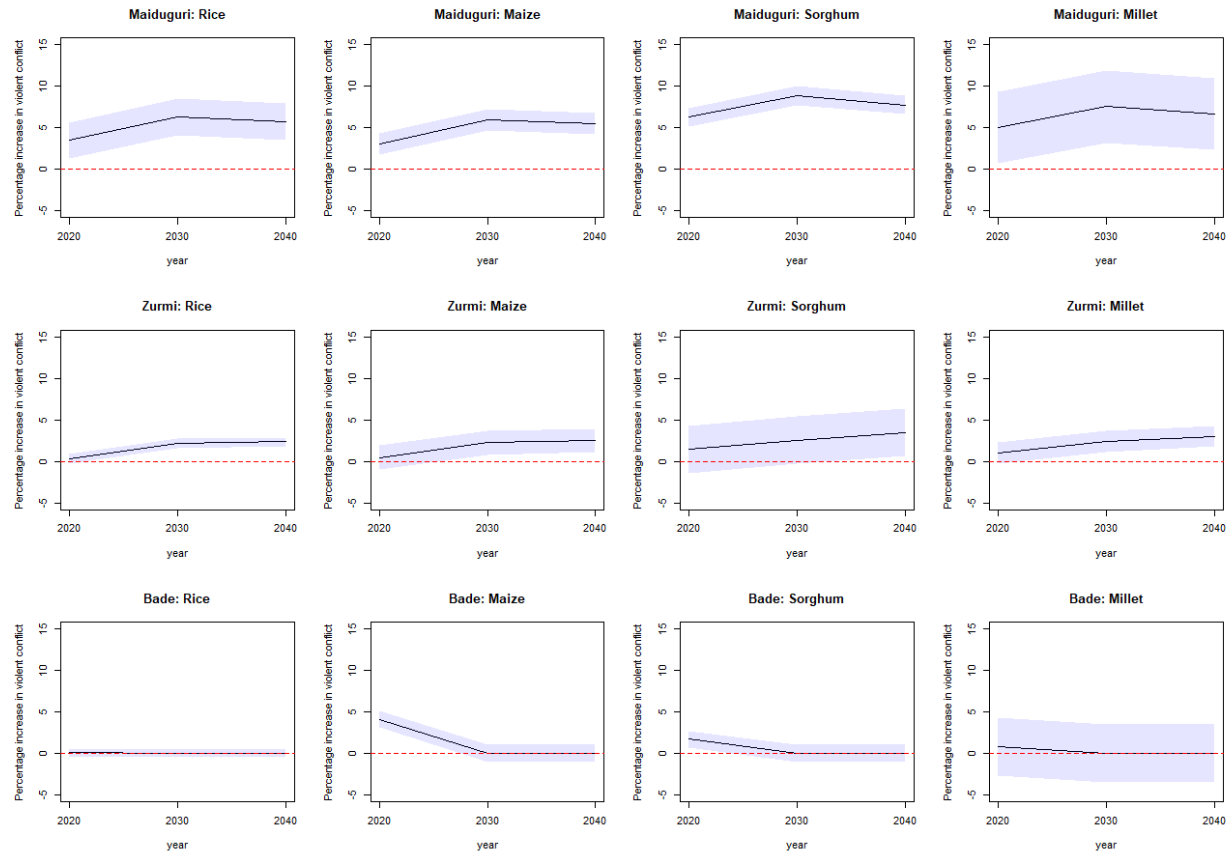 Maiduguri: Rice
Percentage increase in violent conflict
15
10
5
0
-5
2020 2030 2040
year
Maiduguri: Maize
Percentage increase in violent conflict
15
10
5
0
-5
2020 2030 2040
year
Maiduguri: Sorghum
Percentage increase in violent conflict
15
10
5
0
-5
2020 2030 2040
year
Maiduguri: Millet
Percentage increase in violent conflict
15
10
5
0
-5
2020 2030 2040
year
Zurmi: Rice
Percentage increase in violent conflict
15
10
5
0
-5
2020 2030 2040
year
Zurmi: Maize
Percentage increase in violent conflict
15
10
5
0
-5
2020 2030 2040
year
Zurmi: Sorghum
Percentage increase in violent conflict
15
10
5
0
-5
2020 2030 2040
year
Zurmi: Millet
Percentage increase in violent conflict
15
10
5
0
-5
2020 2030 2040
year
Bade: Rice
Percentage increase in violent conflict
15
10
5
0
-5
2020 2030 2040
year
Bade: Maize
Percentage increase in violent conflict
15
10
5
0
-5
2020 2030 2040
year
Bade: Sorghum
Percentage increase in violent conflict
15
10
5
0
-5
2020 2030 2040
year
Bade: Millet
Percentage increase in violent conflict
15
10
5
0
-5
2020 2030 2040
year